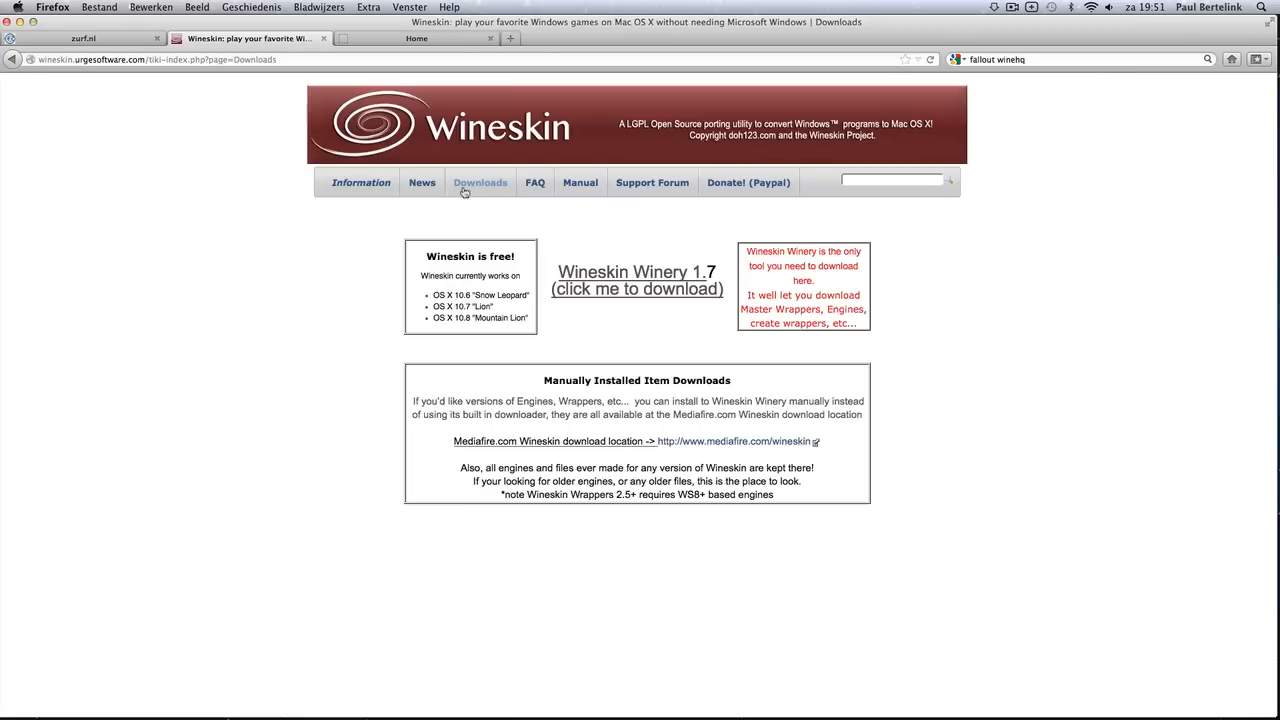 Firefox Bestand Bewerken Beeld Geschiedenis Bladwijzers Extra Venster Help za 19:51 Paul Bertelink
Wineskin: play your favorite Windows games on Mac OS X without needing Microsoft Windows | Downloads
zurf.nl Wineskin: play your favorite Wi... Home
wineskin.urgesoftware.com/tiki-index.php?page=Downloads fallout winehq
Wineskin
A LGPL Open Source porting utility to convert Windows™ programs to Mac OS X!
Copyright doh123.com and the Wineskin Project.
Information News Downloads FAQ Manual Support Forum Donate! (Paypal)
Wineskin is free!
Wineskin currently works on
• OS X 10.6 "Snow Leopard"
• OS X 10.7 "Lion"
• OS X 10.8 "Mountain Lion"
Wineskin Winery 1.7
(click me to download)
Wineskin Winery is the only
tool you need to download
here.
It well let you download
Master Wrappers, Engines,
create wrappers, etc...
Manually Installed Item Downloads
If you'd like versions of Engines, Wrappers, etc... you can install to Wineskin Winery manually instead
of using its built in downloader, they are all available at the Mediafire.com Wineskin download location
Mediafire.com Wineskin download location -> http://www.mediafire.com/wineskin
Also, all engines and files ever made for any version of Wineskin are kept there!
If your looking for older engines, or any older files, this is the place to look.
*note Wineskin Wrappers 2.5+ requires WS8+ based engines